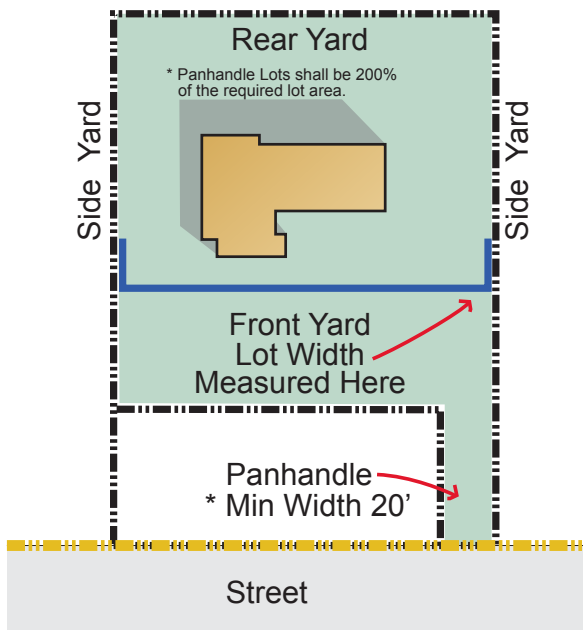 Rear Yard
* Panhandle Lots shall be 200%
of the required lot area.
Side Yard
Side Yard
Front Yard
Lot Width
Measured Here
Panhandle
* Min Width 20’
Street